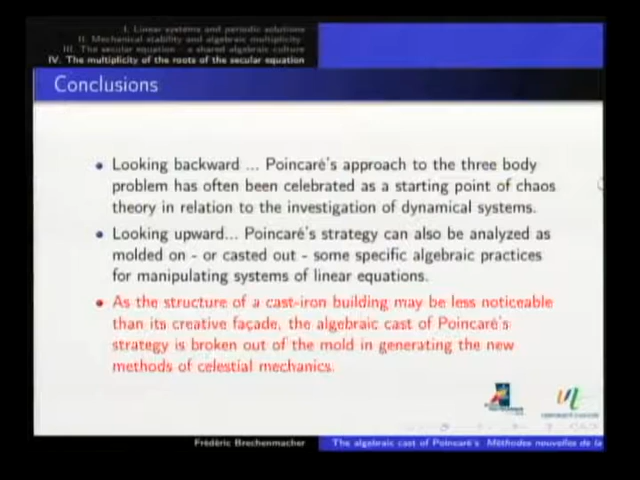 I. Linear systems and periodic solutions
II. Mechanical stability and algebraic multiplicity
III. The secular equation - a shared algebraic culture
IV. The multiplicity of the roots of the secular equation
Conclusions
Looking backward ... Poincaré's approach to the three body
problem has often been celebrated as a starting point of chaos
theory in relation to the investigation of dynamical systems.
Looking upward... Poincaré's strategy can also be analyzed as
molded on - or casted out - some specific algebraic practices
for manipulating systems of linear equations.
As the structure of a cast-iron building may be less noticeable
than its creative façade, the algebraic cast of Poincaré's
strategy is broken out of the mold in generating the new
methods of celestial mechanics.
Frédéric Brechenmacher
The algebraic cast of Poincaré's Méthodes nouvelles de la